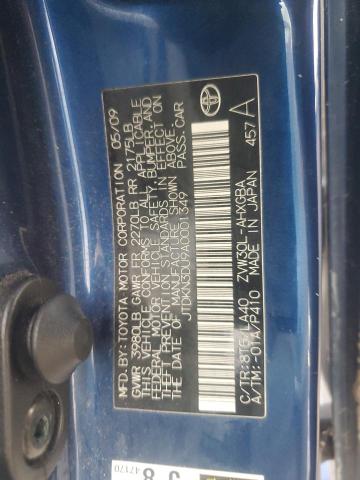 MFD.BY:TOYOTA MOTOR CORPORATION 05/09
GVWR 3980LB GAWR FR 2270LB RR 2175LB
THIS VEHICLE CONFORMS TO ALL APPLICABLE
FEDERAL MOTOR VEHICLE SAFETY, BUMPER, AND
THEFT PREVENTION STANDARDS IN EFFECT ON
THE DATE OF MANUFACTURE SHOWN ABOVE.
JTDKN3DU9A0001349 PASS.CAR
TOYOTA
C/TR:8T5/LA40 ZVW30L-AHXGBA
A/TM:-01A/P410 MADE IN JAPAN 457 A
47170